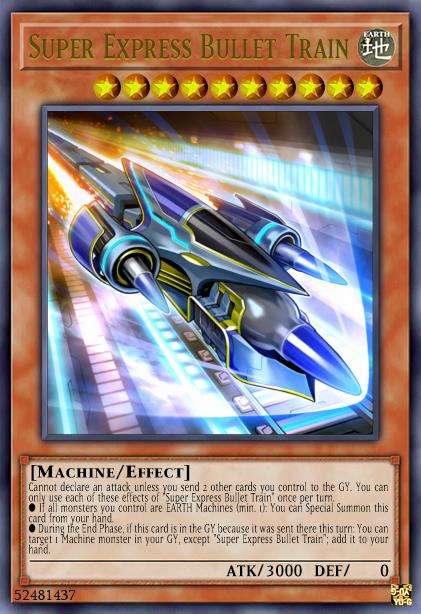 SUPER EXPRESS BULLET TRAIN
EARTH
地
[MACHINE/EFFECT]
Cannot declare an attack unless you send 2 other cards you control to the GY. You can
only use each of these effects of "Super Express Bullet Train" once per turn.
● If all monsters you control are EARTH Machines (min. 1): You can Special Summon this
card from your hand.
● During the End Phase, if this card is in the GY because it was sent there this turn: You can
target 1 Machine monster in your GY, except "Super Express Bullet Train"; add it to your
hand.
ATK/3000 DEF/ 0
52481437